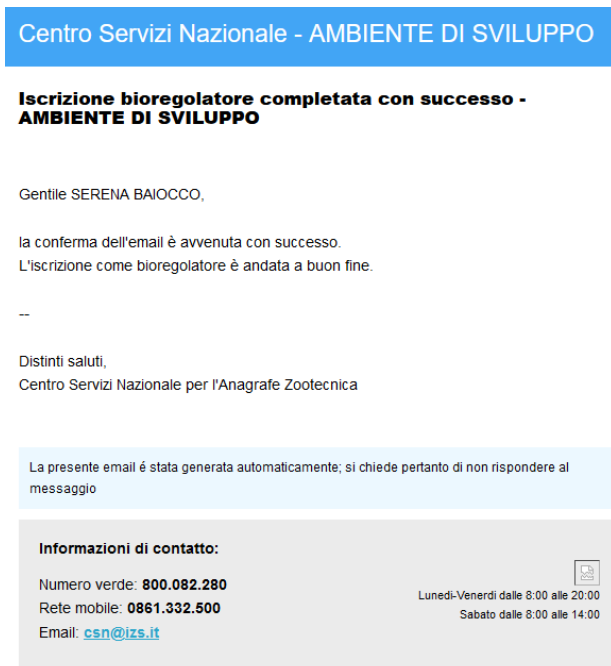 Centro Servizi Nazionale - AMBIENTE DI SVILUPPO
Iscrizione bioregolatore completata con successo -
AMBIENTE DI SVILUPPO
Gentile SERENA BAIOCCO,
la conferma dell'email è avvenuta con successo.
L'iscrizione come bioregolatore è andata a buon fine.
--
Distinti saluti,
Centro Servizi Nazionale per l'Anagrafe Zootecnica
La presente email é stata generata automaticamente; si chiede pertanto di non rispondere al
messaggio
Informazioni di contatto:
Numero verde: 800.082.280
Rete mobile: 0861.332.500
Email: csn@izs.it
Lunedi-Venerdi dalle 8:00 alle 20:00
Sabato dalle 8:00 alle 14:00